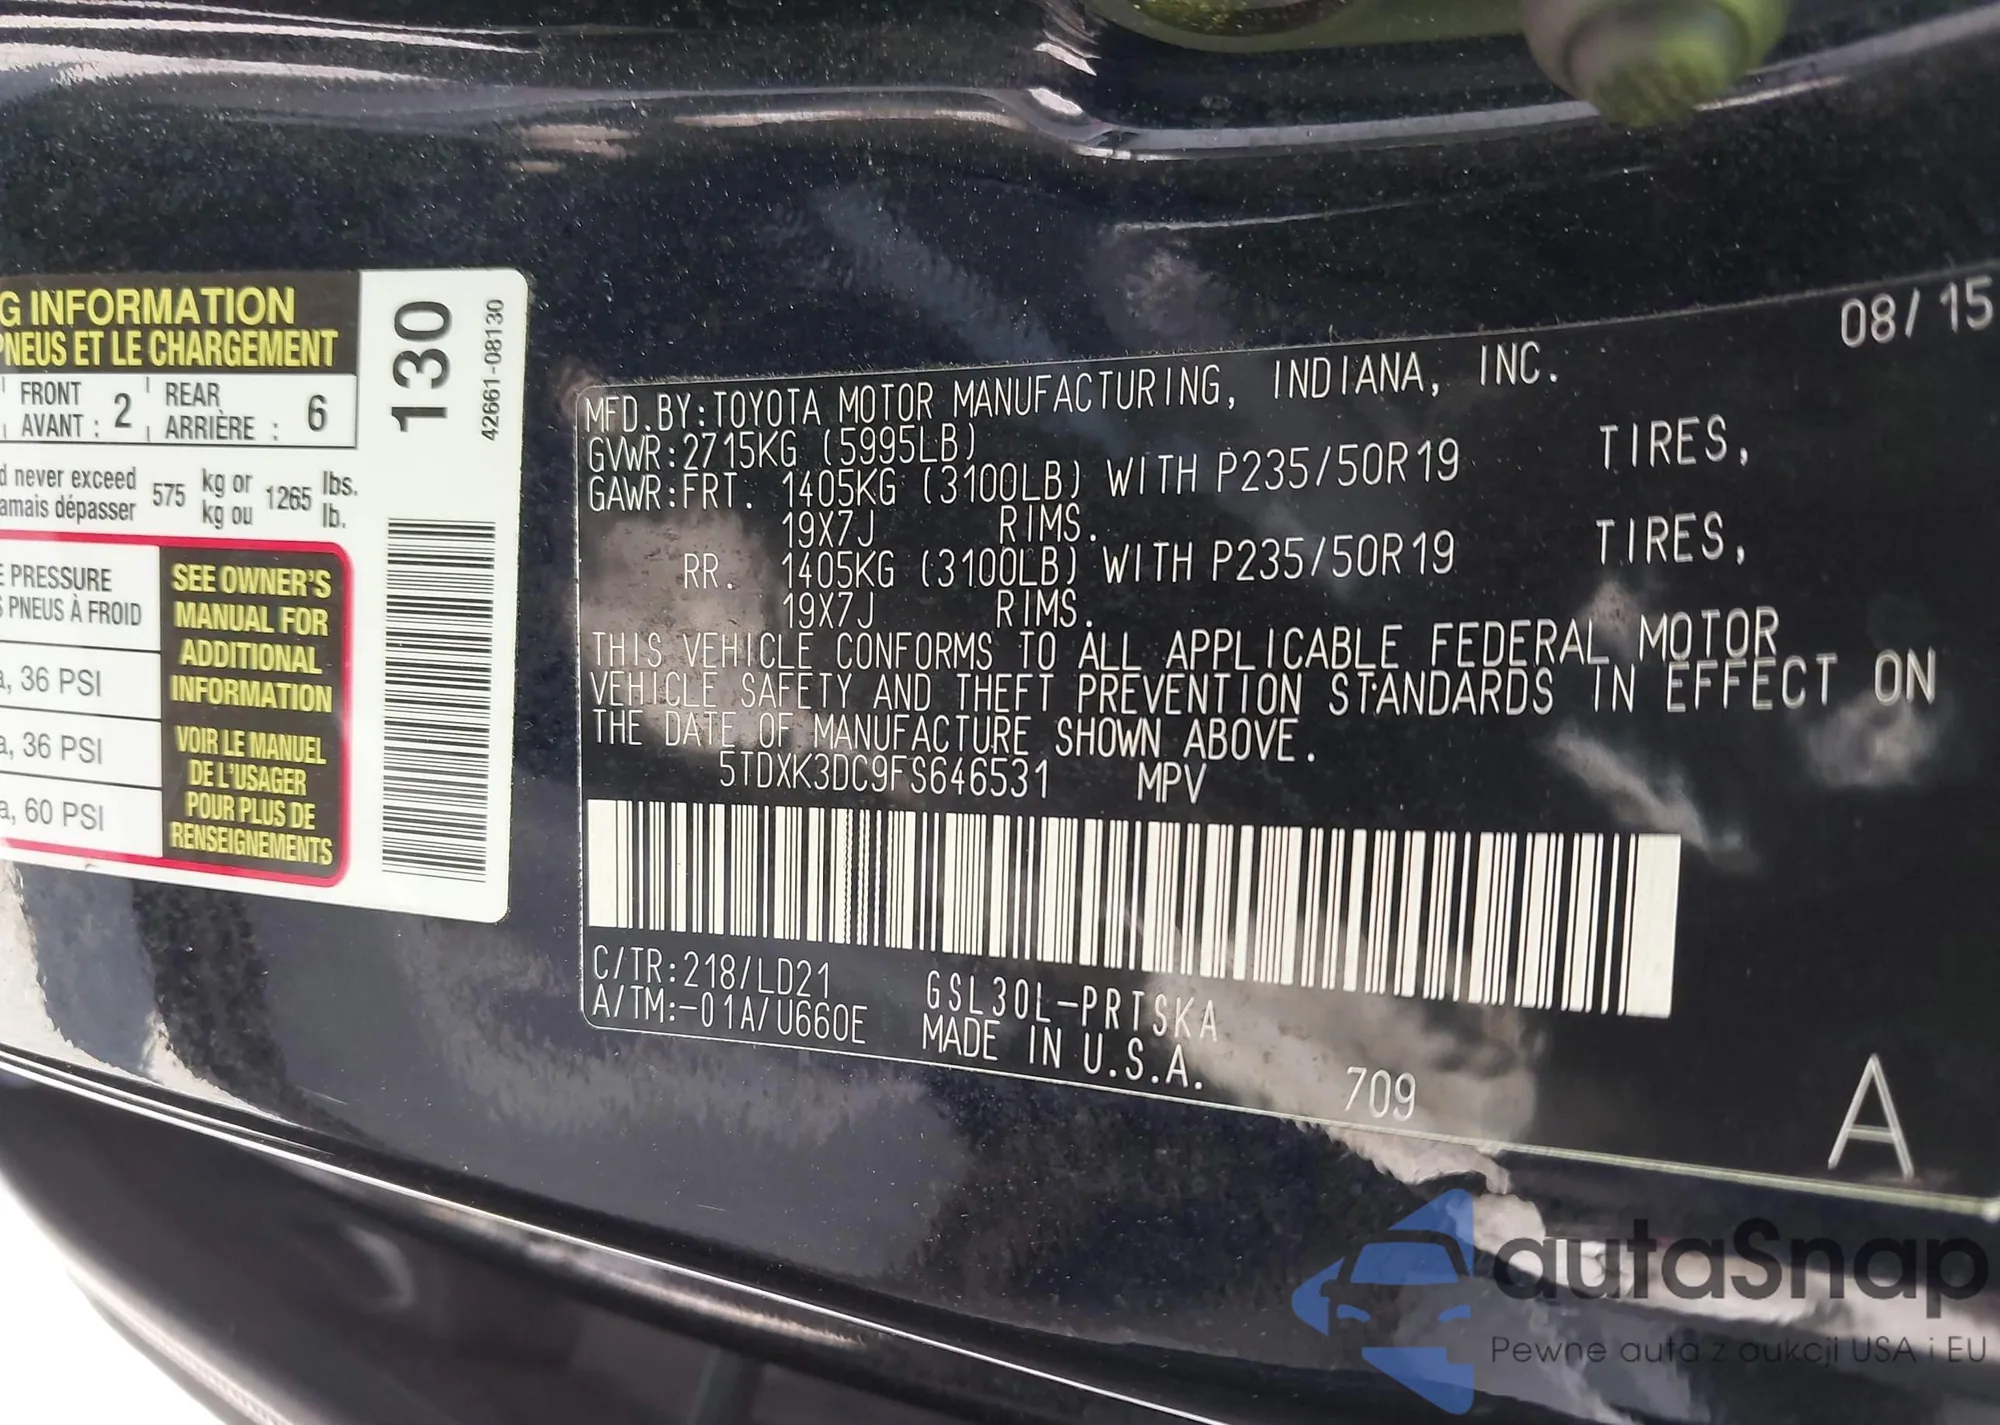 G INFORMATION
PNEUS ET LE CHARGEMENT
FRONT
AVANT : 2
REAR
ARRIÈRE : 6
d never exceed
amais dépasser
575
kg or
kg ou
1265
lbs.
lb.
E PRESSURE
S PNEUS À FROID
a, 36 PSI
a, 36 PSI
a, 60 PSI
SEE OWNER'S
MANUAL FOR
ADDITIONAL
INFORMATION
VOIR LE MANUEL
DE L'USAGER
POUR PLUS DE
RENSEIGNEMENTS
130
42661-08130
08/15
MFD.BY:TOYOTA MOTOR MANUFACTURING, INDIANA, INC.
GVWR:2715KG (5995LB)
GAWR:FRT. 1405KG (3100LB) WITH P235/50R19 TIRES,
19X7J RIMS.
RR. 1405KG (3100LB) WITH P235/50R19 TIRES,
19X7J RIMS.
THIS VEHICLE CONFORMS TO ALL APPLICABLE FEDERAL MOTOR
VEHICLE SAFETY AND THEFT PREVENTION STANDARDS IN EFFECT ON
THE DATE OF MANUFACTURE SHOWN ABOVE.
5TDXK3DC9FS646531 MPV
C/TR:218/LD21 GSL30L-PRTSKA
A/TM:-01A/U660E MADE IN U.S.A.
709
A
autaSnap
Pewne auta z aukcji USA i EU